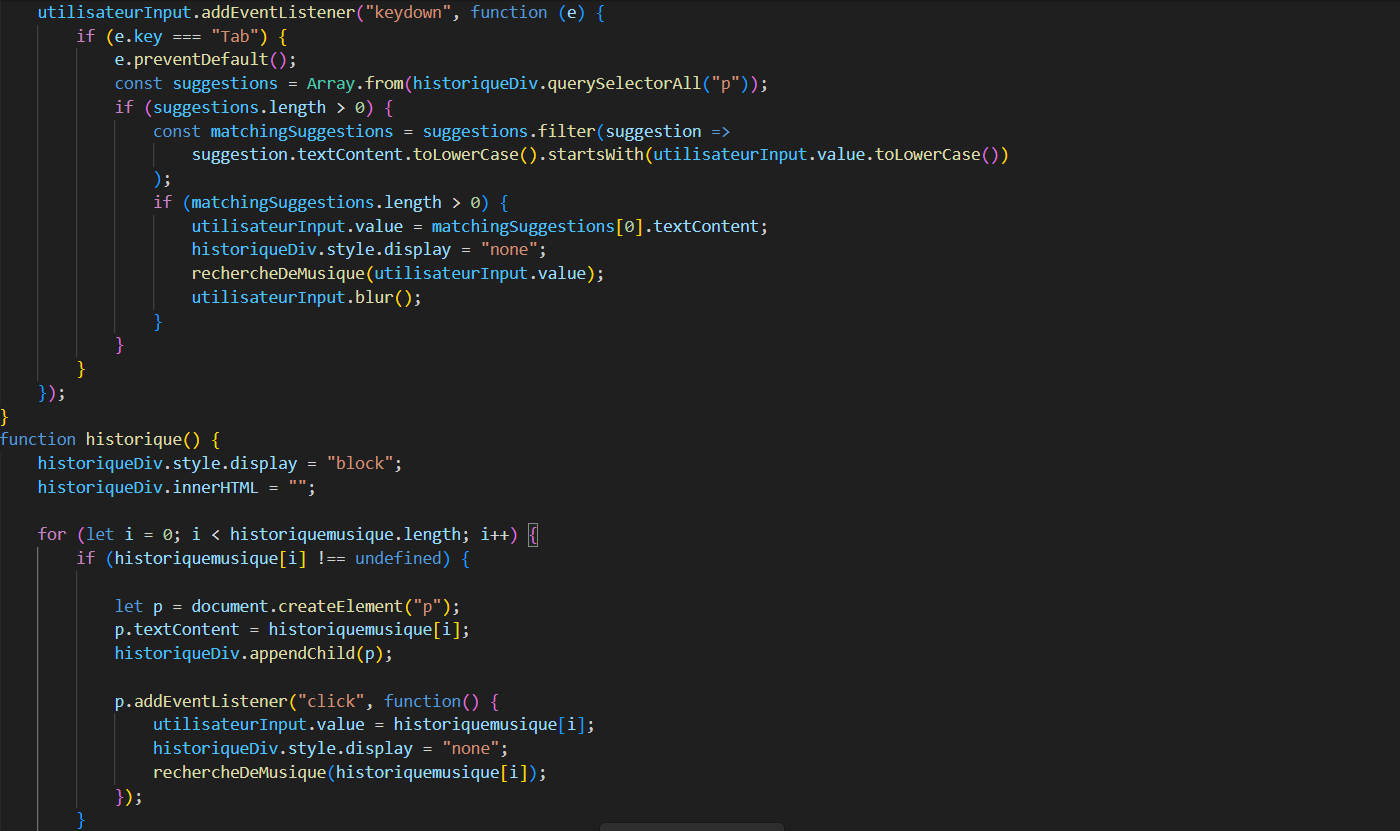 utilisateurInput.addEventListener("keydown", function (e) {
if (e.key === "Tab") {
e.preventDefault();
const suggestions = Array.from(historiqueDiv.querySelectorAll("p"));
if (suggestions.length > 0) {
const matchingSuggestions = suggestions.filter(suggestion =>
suggestion.textContent.toLowerCase().startsWith(utilisateurInput.value.toLowerCase())
);
if (matchingSuggestions.length > 0) {
utilisateurInput.value = matchingSuggestions[0].textContent;
historiqueDiv.style.display = "none";
rechercheDeMusique(utilisateurInput.value);
utilisateurInput.blur();
}
}
}
});
}
function historique() {
historiqueDiv.style.display = "block";
historiqueDiv.innerHTML = "";
for (let i = 0; i < historiquemusique.length; i++) {
if (historiquemusique[i] !== undefined) {
let p = document.createElement("p");
p.textContent = historiquemusique[i];
historiqueDiv.appendChild(p);
p.addEventListener("click", function() {
utilisateurInput.value = historiquemusique[i];
historiqueDiv.style.display = "none";
rechercheDeMusique(historiquemusique[i]);
});
}